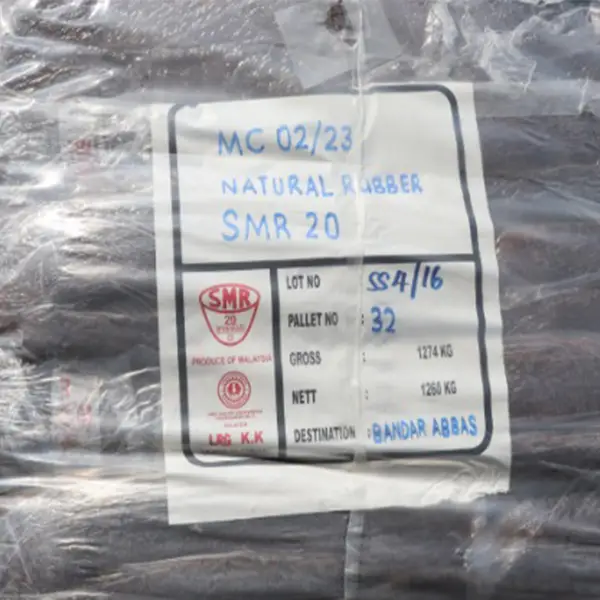 MC 02/23
NATURAL RUBBER
SMR 20
SMR
20
PRODUCE OF MALAYSIA
LRG K.K
LOT NO SS4/16
PALLET NO : 32
GROSS : 1274 KG
NETT : 1260 KG
DESTINATION : BANDAR ABBAS